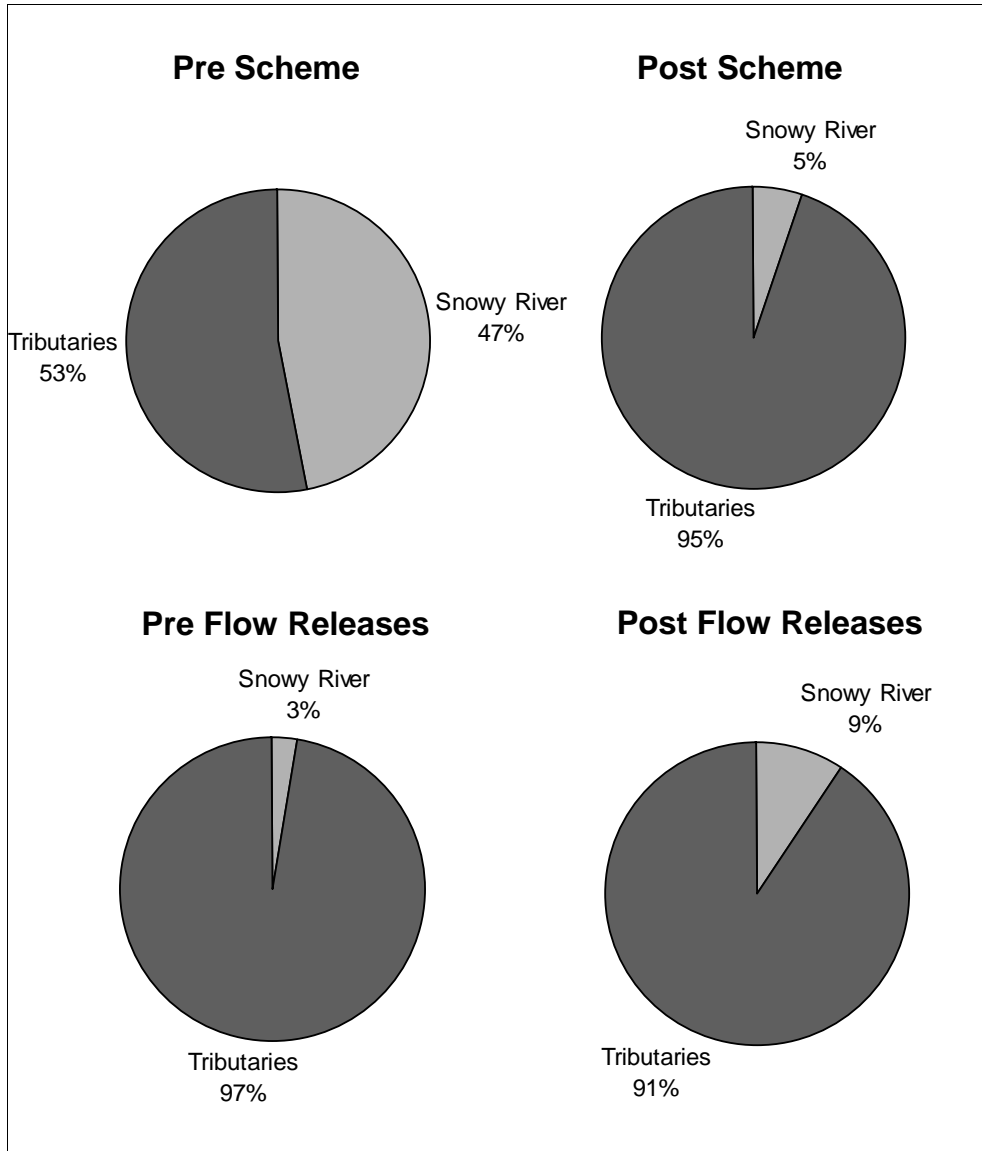 Pre Scheme
Snowy River
47%
Tributaries
53%
Post Scheme
Snowy River
5%
Tributaries
95%
Pre Flow Releases
Snowy River
3%
Tributaries
97%
Post Flow Releases
Snowy River
9%
Tributaries
91%